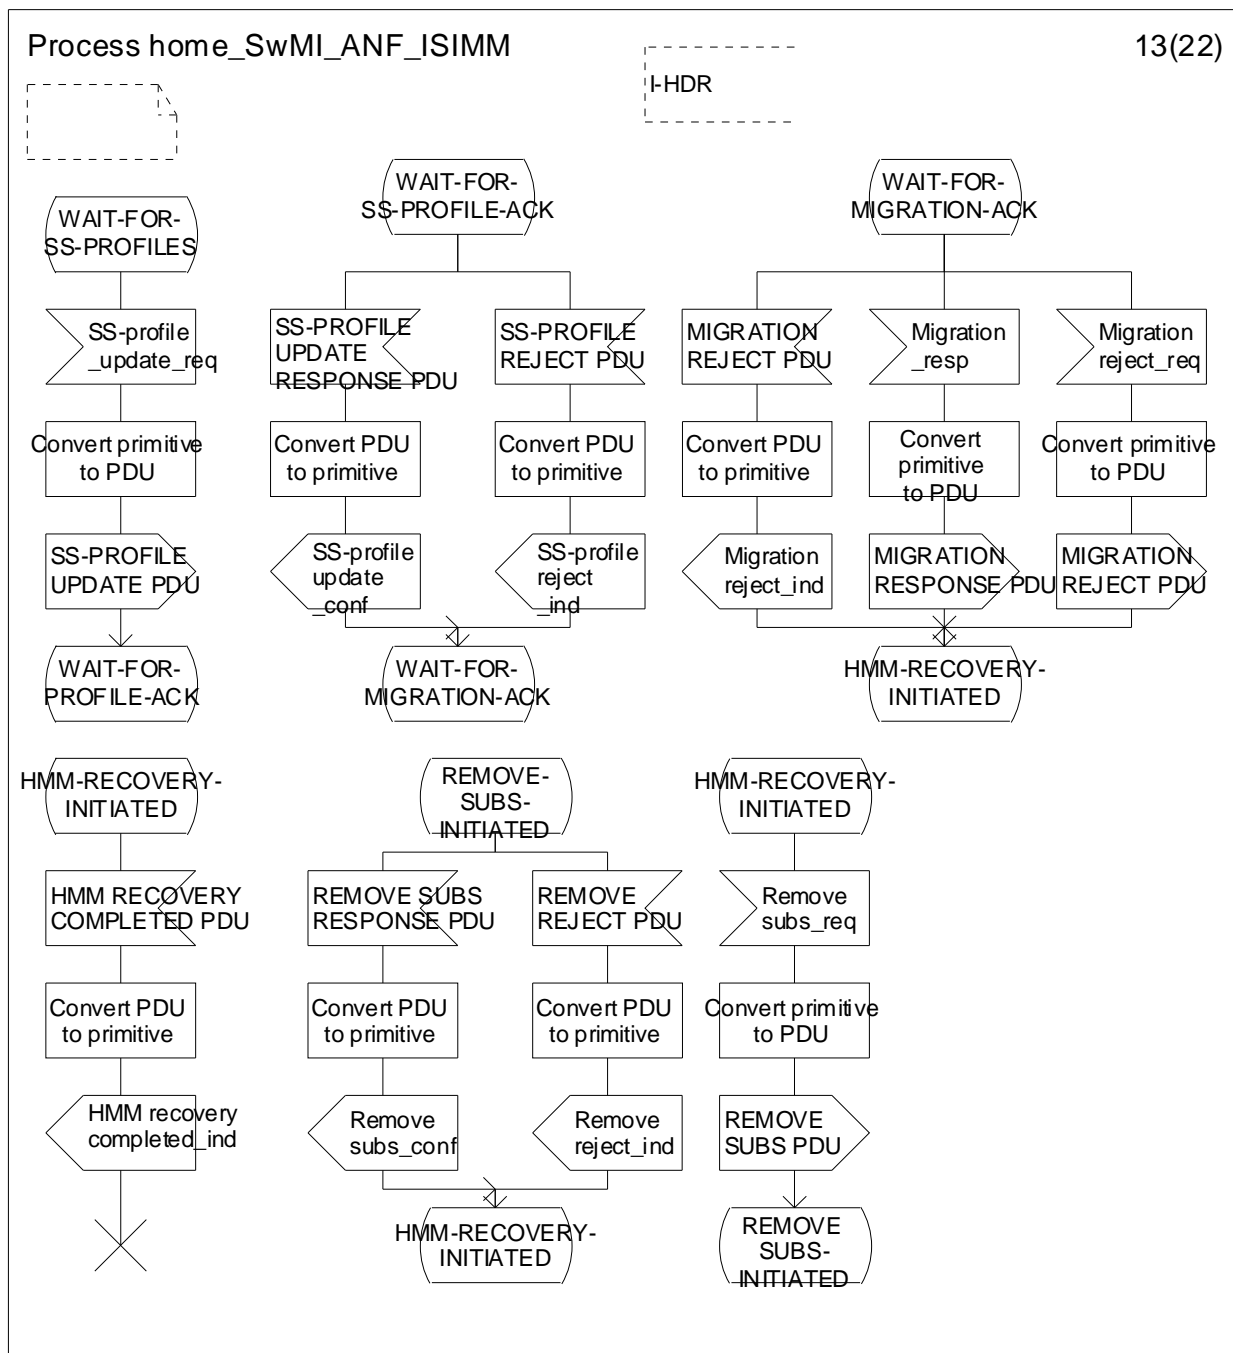 Process home_SwMI_ANF_ISIMM
13(22)
I-HDR
WAIT-FOR-
SS-PROFILES
SS-profile
_update_req
Convert primitive
to PDU
SS-PROFILE
UPDATE PDU
WAIT-FOR-
PROFILE-ACK
WAIT-FOR-
SS-PROFILE-ACK
SS-PROFILE
UPDATE
RESPONSE PDU
Convert PDU
to primitive
SS-profile
update
_conf
SS-PROFILE
REJECT PDU
Convert PDU
to primitive
SS-profile
reject
_ind
WAIT-FOR-
MIGRATION-ACK
WAIT-FOR-
MIGRATION-ACK
MIGRATION
REJECT PDU
Convert PDU
to primitive
Migration
reject_ind
Migration
_resp
Convert
primitive
to PDU
MIGRATION
RESPONSE PDU
Migration
reject_req
Convert primitive
to PDU
MIGRATION
REJECT PDU
HMM-RECOVERY-
INITIATED
HMM-RECOVERY-
INITIATED
HMM RECOVERY
COMPLETED PDU
Convert PDU
to primitive
HMM recovery
completed_ind
REMOVE-
SUBS-
INITIATED
REMOVE SUBS
RESPONSE PDU
Convert PDU
to primitive
Remove
subs_conf
REMOVE
REJECT PDU
Convert PDU
to primitive
Remove
reject_ind
HMM-RECOVERY-
INITIATED
HMM-RECOVERY-
INITIATED
Remove
subs_req
Convert primitive
to PDU
REMOVE
SUBS PDU
REMOVE
SUBS-
INITIATED